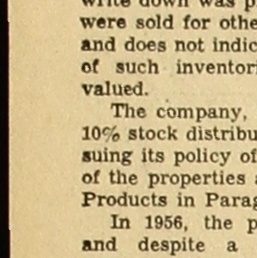 write down was p
were sold for othe
and does not indic
of such inventori
valued.
The company,
10% stock distribu
suing its policy of
of the properties a
Products in Parag
In 1956, the p
and despite a